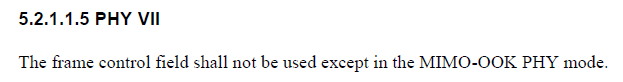 5.2.1.1.5 PHY VII
The frame control field shall not be used except in the MIMO-OOK PHY mode.